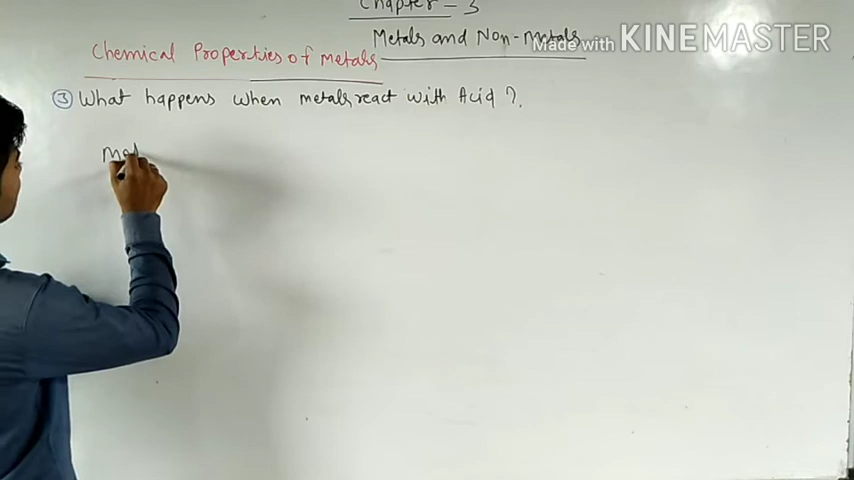 Chapter - 3
Metals and Non-metals
Made with KINEMASTER
Chemical Properties of metals
③ What happens when metals react with Acid ?
Met